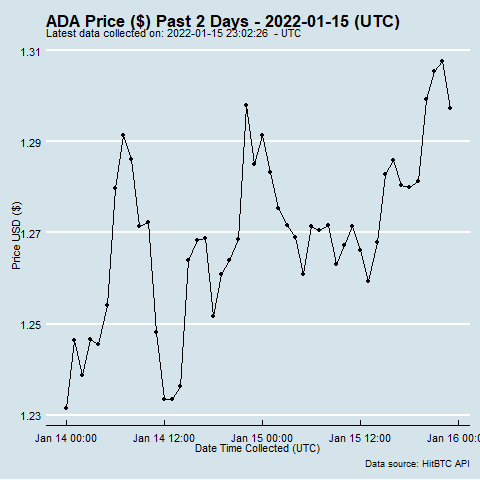 ADA Price ($) Past 2 Days - 2022-01-15 (UTC)
Latest data collected on: 2022-01-15 23:02:26 - UTC
1.31
1.29
1.27
1.25
1.23
Price USD ($)
Jan 14 00:00 Jan 14 12:00 Jan 15 00:00 Jan 15 12:00 Jan 16 00:00
Date Time Collected (UTC)
Data source: HitBTC API